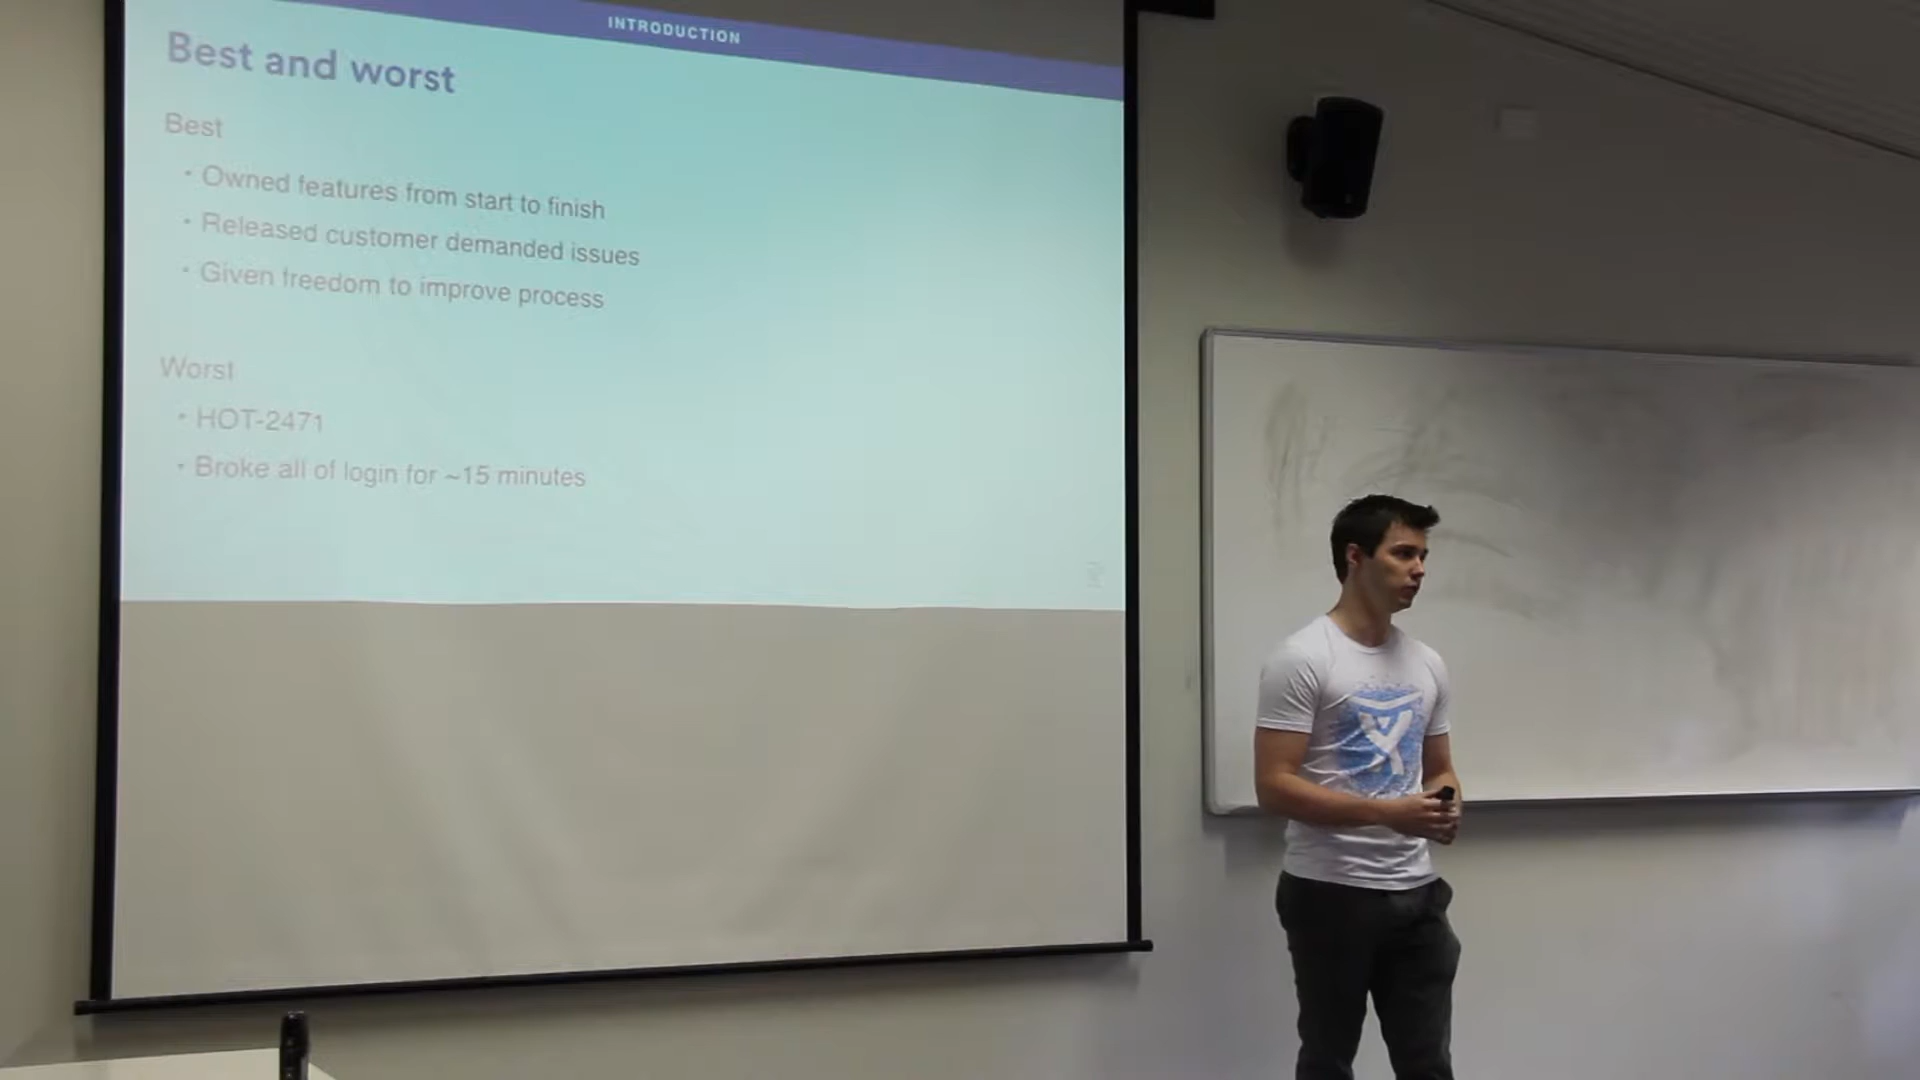 INTRODUCTION
Best and worst
Best
• Owned features from start to finish
• Released customer demanded issues
• Given freedom to improve process
Worst
• HOT-2471
• Broke all of login for ~15 minutes